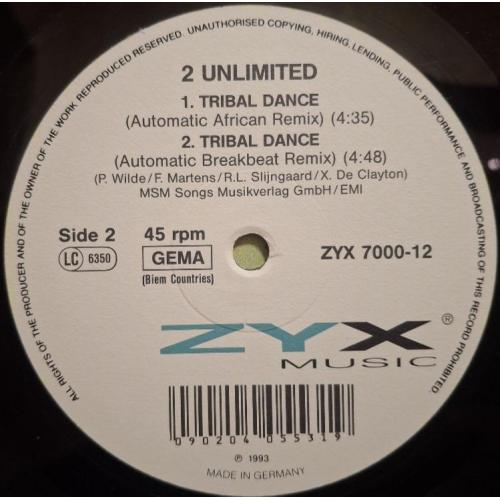 ALL RIGHTS OF THE PRODUCER AND OF THE OWNER OF THE WORK REPRODUCED RESERVED. UNAUTHORISED COPYING, HIRING, LENDING, PUBLIC PERFORMANCE AND BROADCASTING OF THIS RECORD PROHIBITED.
2 UNLIMITED
1. TRIBAL DANCE
(Automatic African Remix) (4:35)
2. TRIBAL DANCE
(Automatic Breakbeat Remix) (4:48)
(P. Wilde/F. Martens/R.L. Slijngaard/X. De Clayton)
MSM Songs Musikverlag GmbH/EMI
Side 2 45 rpm
LC 6350 GEMA ZYX 7000-12
(Biem Countries)
ZYX ®
MUSIC
090204 055319
℗ 1993
MADE IN GERMANY